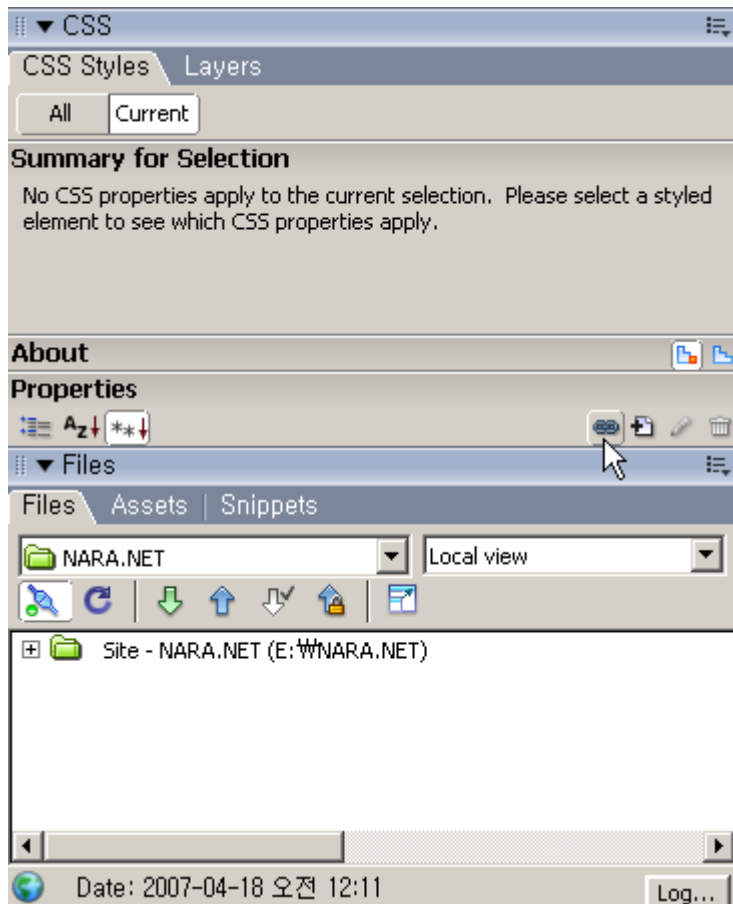 CSS
CSS Styles Layers
All Current
Summary for Selection
No CSS properties apply to the current selection. Please select a styled
element to see which CSS properties apply.
About
Properties
AZ **
Files
Files Assets | Snippets
NARA.NET Local view
Site - NARA.NET (E:₩NARA.NET)
Date: 2007-04-18 오전 12:11 Log...